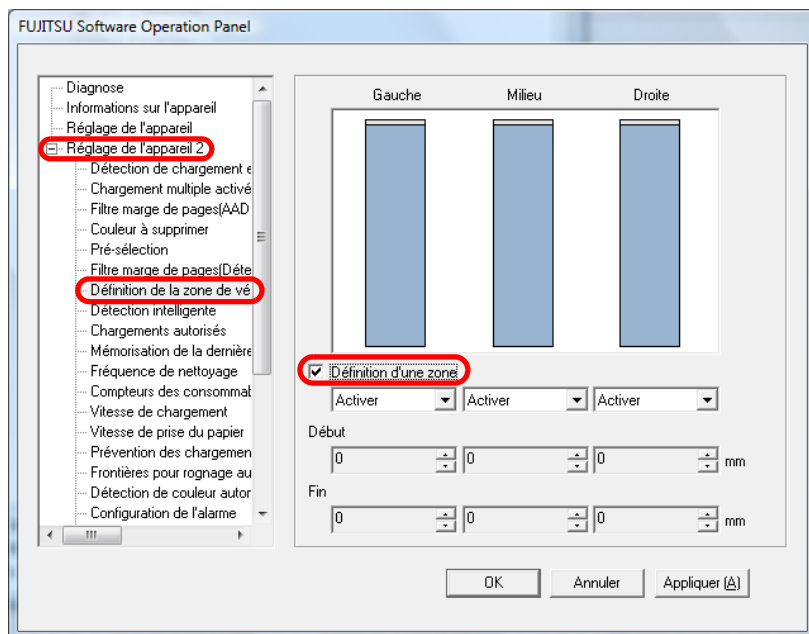 FUJITSU Software Operation Panel
Diagnose
Informations sur l'appareil
Réglage de l'appareil
Réglage de l'appareil 2
Détection de chargement e
Chargement multiple activé
Filtre marge de pages(AAD
Couleur à supprimer
Pré-sélection
Filtre marge de pages(Déte
Définition de la zone de vé
Détection intelligente
Chargements autorisés
Mémorisation de la dernière
Fréquence de nettoyage
Compteurs des consommat
Vitesse de chargement
Vitesse de prise du papier
Prévention des chargemen
Frontières pour rognage au
Détection de couleur autor
Configuration de l'alarme
Gauche Milieu Droite
Définition d'une zone
Activer Activer Activer
Début
0 0 0 mm
Fin
0 0 0 mm
OK Annuler Appliquer (A)